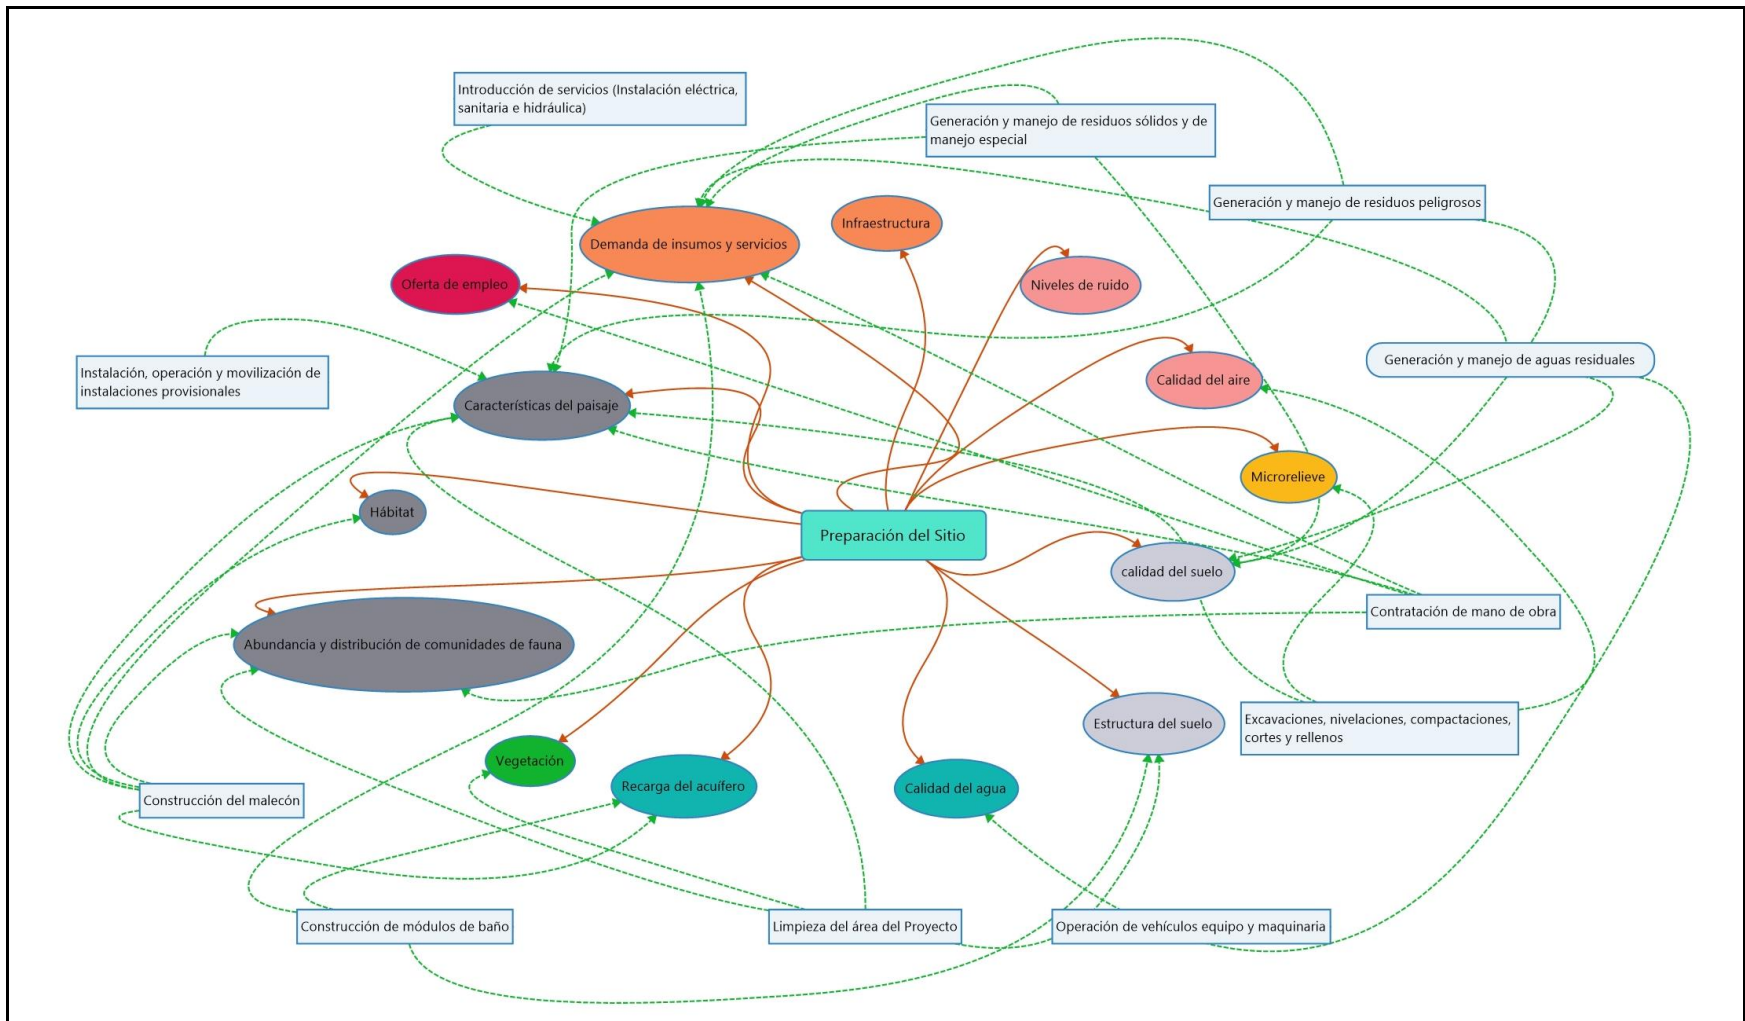 Introducción de servicios (Instalación eléctrica,
sanitaria e hidráulica)
Generación y manejo de residuos sólidos y de
manejo especial
Generación y manejo de residuos peligrosos
Infraestructura
Demanda de insumos y servicios
Oferta de empleo
Niveles de ruido
Generación y manejo de aguas residuales
Instalación, operación y movilización de
instalaciones provisionales
Calidad del aire
Características del paisaje
Microrelieve
Hábitat
Preparación del Sitio
calidad del suelo
Contratación de mano de obra
Abundancia y distribución de comunidades de fauna
Estructura del suelo
Excavaciones, nivelaciones, compactaciones,
cortes y rellenos
Vegetación
Recarga del acuífero
Calidad del agua
Construcción del malecón
Construcción de módulos de baño
Limpieza del área del Proyecto
Operación de vehículos equipo y maquinaria